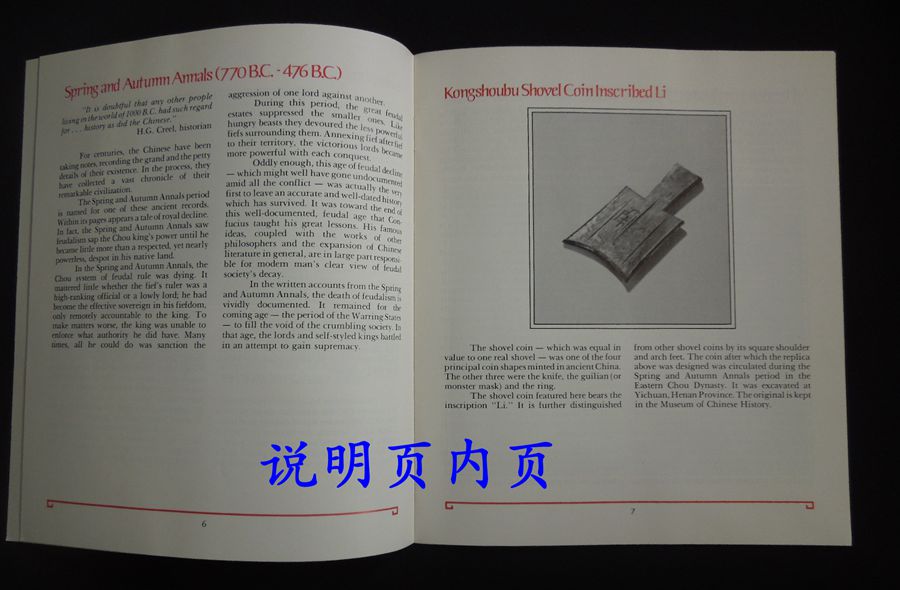 Spring and Autumn Annals (770 B.C. - 476 B.C.)
"It is doubtful that any other people
living in the world of 1000 B.C. had such regard
for . . . history as did the Chinese."
H.G. Creel, historian
For centuries, the Chinese have been
taking notes, recording the grand and the petty
details of their existence. In the process, they
have collected a vast chronicle of their
remarkable civilization.
The Spring and Autumn Annals period
is named for one of these ancient records.
Within its pages appears a tale of royal decline.
In fact, the Spring and Autumn Annals saw
feudalism sap the Chou king's power until he
became little more than a respected, yet nearly
powerless, despot in his native land.
In the Spring and Autumn Annals, the
Chou system of feudal rule was dying. It
mattered little whether the fief's ruler was a
high-ranking official or a lowly lord; he had
become the effective sovereign in his fiefdom,
only remotely accountable to the king. To
make matters worse, the king was unable to
enforce what authority he did have. Many
times, all he could do was sanction the
aggression of one lord against another.
During this period, the great feudal
estates suppressed the smaller ones. Like
hungry beasts they devoured the less powerful
fiefs surrounding them. Annexing fief after fief
to their territory, the victorious lords became
more powerful with each conquest.
Oddly enough, this age of feudal decline
— which might well have gone undocumented
amid all the conflict — was actually the very
first to leave an accurate and well-dated history
which has survived. It was toward the end of
this well-documented, feudal age that Con-
fucius taught his great lessons. His famous
ideas, coupled with the works of other
philosophers and the expansion of Chinese
literature in general, are in large part responsi-
ble for modern man's clear view of feudal
society's decay.
In the written accounts from the Spring
and Autumn Annals, the death of feudalism is
vividly documented. It remained for the
coming age — the period of the Warring States
— to fill the void of the crumbling society. In
that age, the lords and self-styled kings battled
in an attempt to gain supremacy.
6
Kongshoubu Shovel Coin Inscribed Li
The shovel coin — which was equal in
value to one real shovel — was one of the four
principal coin shapes minted in ancient China.
The other three were the knife, the guilian (or
monster mask) and the ring.
The shovel coin featured here bears the
inscription "Li." It is further distinguished
from other shovel coins by its square shoulder
and arch feet. The coin after which the replica
above was designed was circulated during the
Spring and Autumn Annals period in the
Eastern Chou Dynasty. It was excavated at
Yichuan, Henan Province. The original is kept
in the Museum of Chinese History.
7
说明页内页